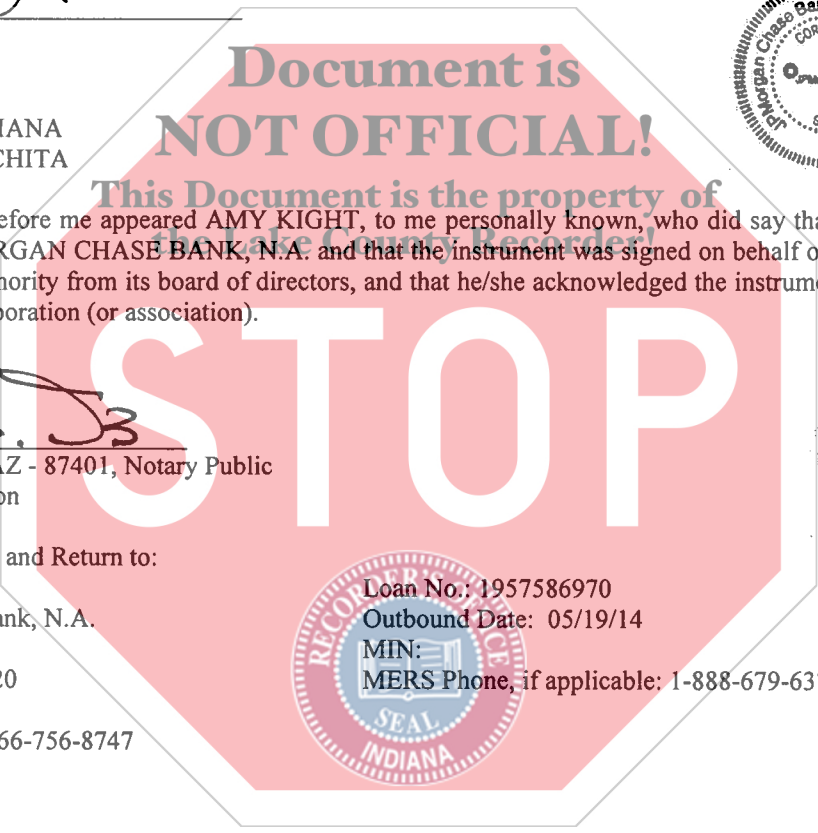 Document is
NOT OFFICIAL!
This Document is the property of
the Lake County Recorder!
STOP
JPMorgan Chase Ba
COR
S
IANA
CHITA
efore me appeared AMY KIGHT, to me personally known, who did say tha
RGAN CHASE BANK, N.A. and that the instrument was signed on behalf o
hority from its board of directors, and that he/she acknowledged the instrume
poration (or association).
AZ - 87401, Notary Public
on
and Return to:
Loan No.: 1957586970
ank, N.A.
Outbound Date: 05/19/14
MIN:
20
MERS Phone, if applicable: 1-888-679-637
66-756-8747
RECORDER'S OFFICE
SEAL
INDIANA